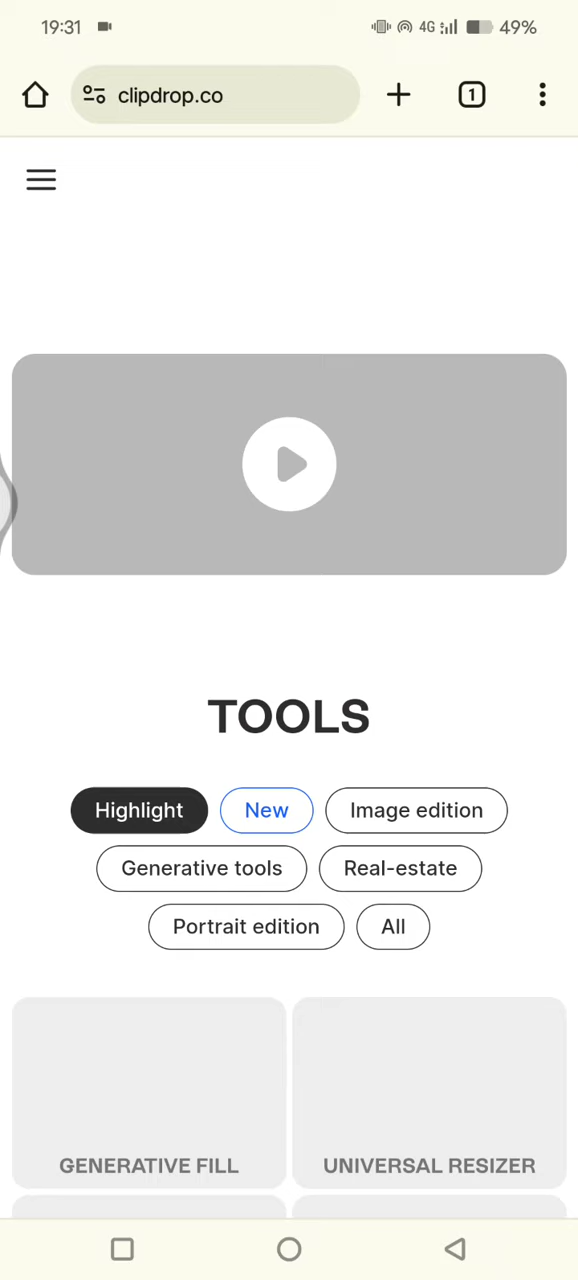 19:31 4G 49%
clipdrop.co 1
TOOLS
Highlight New Image edition
Generative tools Real-estate
Portrait edition All
GENERATIVE FILL UNIVERSAL RESIZER